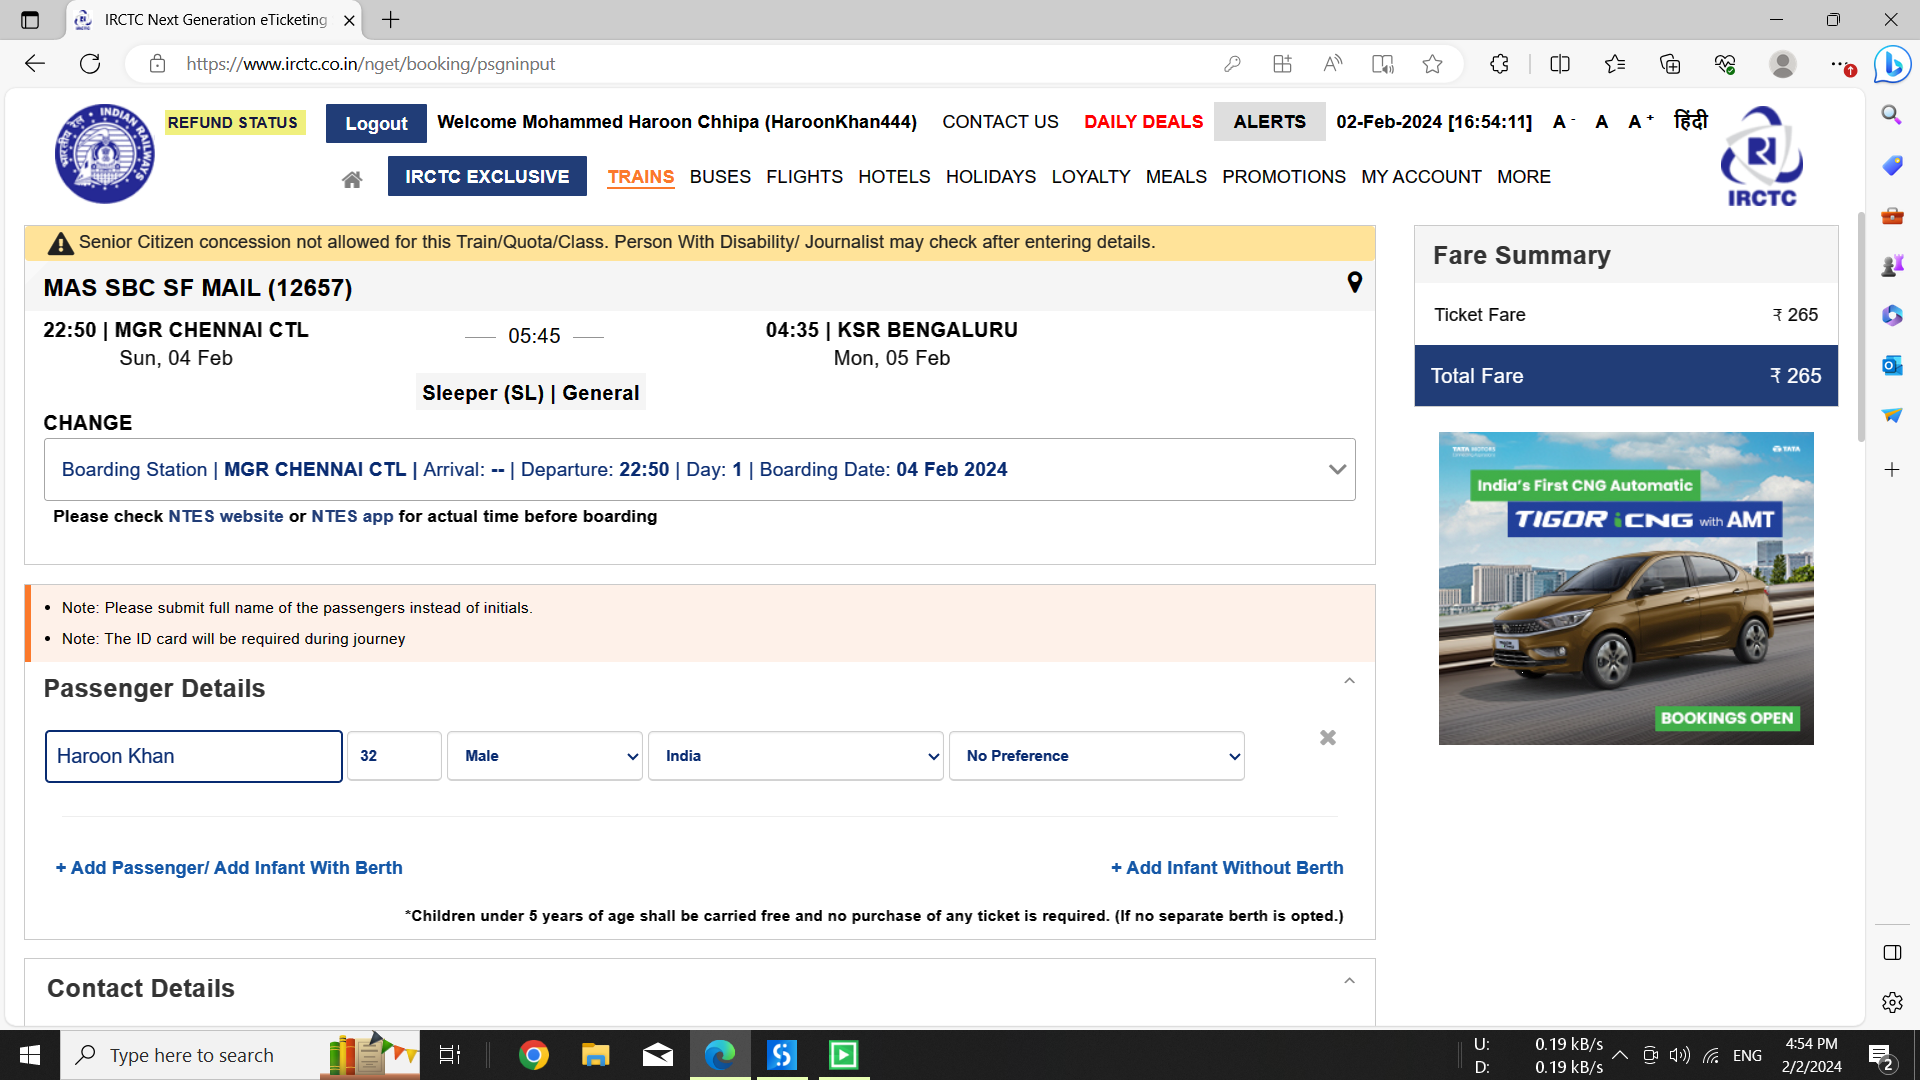 IRCTC Next Generation eTicketing
https://www.irctc.co.in/nget/booking/psgninput
INDIAN RAILWAYS
भारतीय रेल
REFUND STATUS
Logout
Welcome Mohammed Haroon Chhipa (HaroonKhan444)
CONTACT US
DAILY DEALS
ALERTS
02-Feb-2024 [16:54:11]
A -
A
A +
हिंदी
IRCTC
IRCTC EXCLUSIVE
TRAINS
BUSES
FLIGHTS
HOTELS
HOLIDAYS
LOYALTY
MEALS
PROMOTIONS
MY ACCOUNT
MORE
Senior Citizen concession not allowed for this Train/Quota/Class. Person With Disability/ Journalist may check after entering details.
MAS SBC SF MAIL (12657)
22:50 | MGR CHENNAI CTL
05:45
04:35 | KSR BENGALURU
Sun, 04 Feb
Mon, 05 Feb
Sleeper (SL) | General
CHANGE
Boarding Station | MGR CHENNAI CTL | Arrival: -- | Departure: 22:50 | Day: 1 | Boarding Date: 04 Feb 2024
Please check NTES website or NTES app for actual time before boarding
• Note: Please submit full name of the passengers instead of initials.
• Note: The ID card will be required during journey
Passenger Details
Haroon Khan
32
Male
India
No Preference
+ Add Passenger/ Add Infant With Berth
+ Add Infant Without Berth
*Children under 5 years of age shall be carried free and no purchase of any ticket is required. (If no separate berth is opted.)
Contact Details
Fare Summary
Ticket Fare ₹ 265
Total Fare ₹ 265
TATA MOTORS
TATA
India's First CNG Automatic
TIGOR iCNG with AMT
BOOKINGS OPEN
Type here to search
U: 0.19 kB/s
D: 0.19 kB/s
ENG
4:54 PM
2/2/2024
2